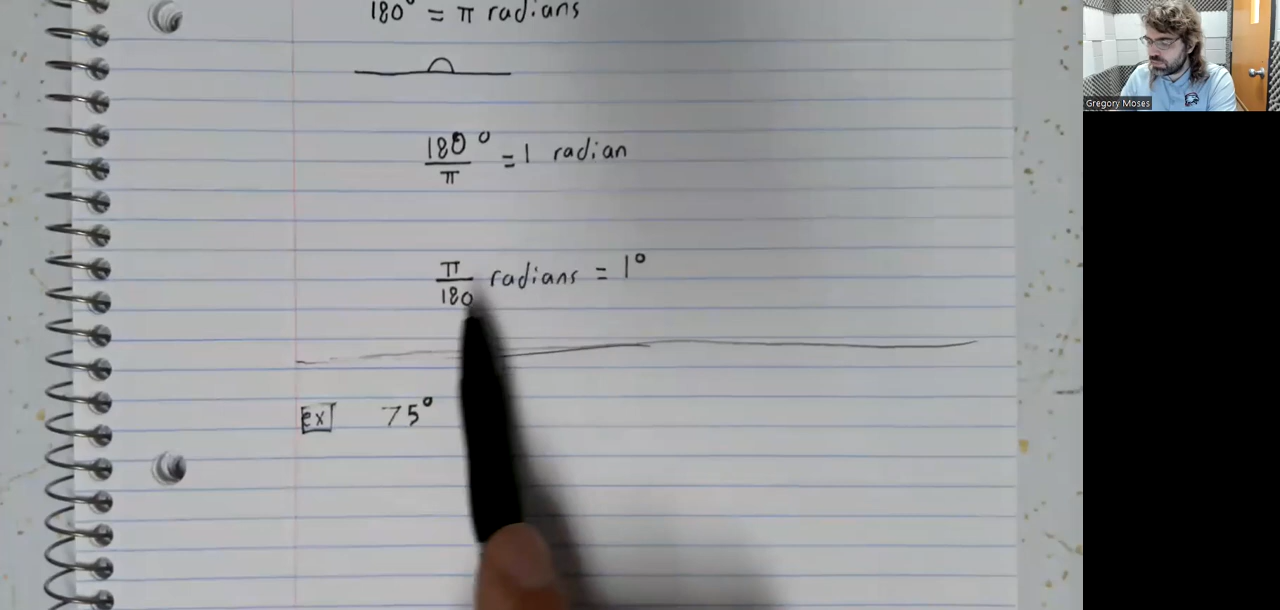 180° = π radians
180°/π = 1 radian
π/180 radians = 1°
ex 75°
Gregory Moses